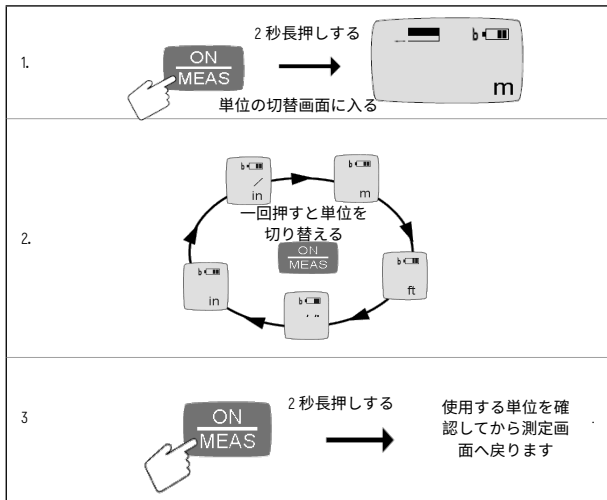 1.
2秒長押しする
ON
MEAS
単位の切替画面に入る
b
m
2.
b
in
b
m
一回押すと単位を
切り替える
ON
MEAS
b
in
b
ft
b
' ''
3
2秒長押しする
ON
MEAS
使用する単位を確
認してから測定画
面へ戻ります